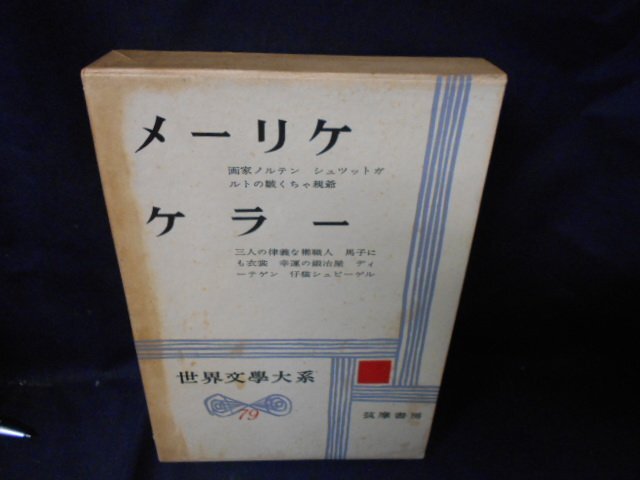 メーリケ
画家ノルテン シュツットガ
ルトの皺くちゃ親爺
ケラー
三人の律義な櫛職人 馬子に
も衣裳 幸運の鍛冶屋 ディ
ーテゲン 仔猫シュピーゲル
世界文學大系
79
筑摩書房